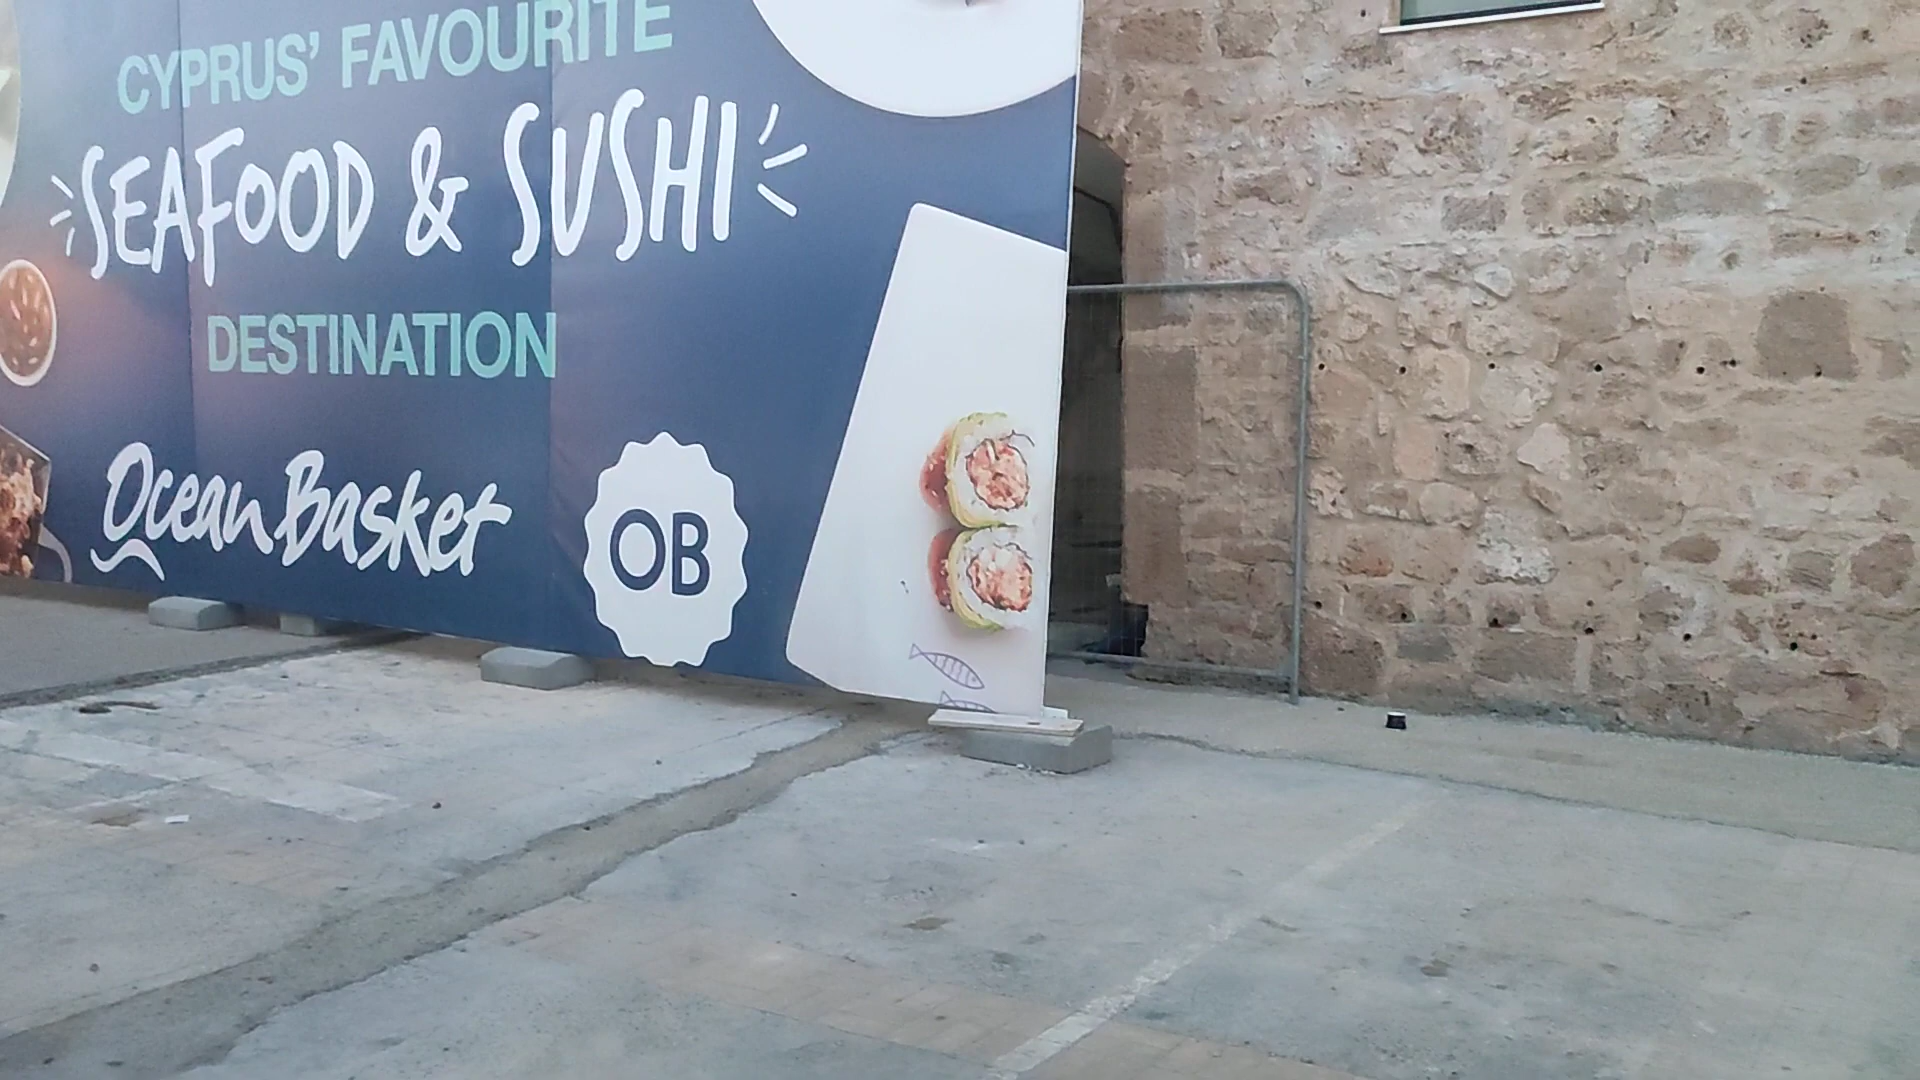 CYPRUS' FAVOURITE
SEAFOOD & SUSHI
DESTINATION
Ocean Basket
OB